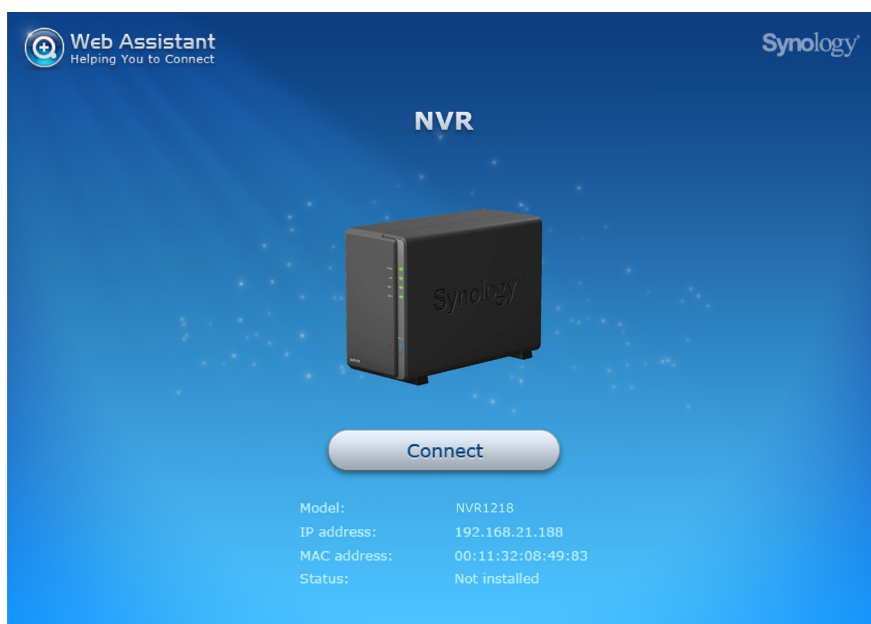 Web Assistant
Helping You to Connect
Synology
NVR
Synology
Connect
Model: NVR1218
IP address: 192.168.21.188
MAC address: 00:11:32:08:49:83
Status: Not installed